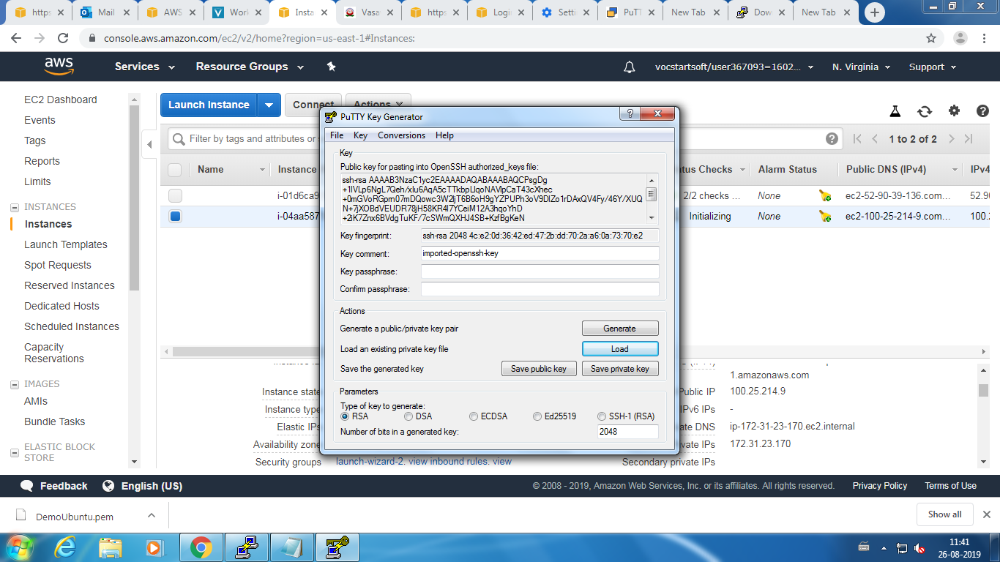 https
Mail
AWS
Work
Insta
Vasa
https
Logi
Setti
PuTT
New Tab
Dow
New Tab
console.aws.amazon.com/ec2/v2/home?region=us-east-1#Instances:
aws
Services
Resource Groups
vocstartsoft/user367093=1602...
N. Virginia
Support
EC2 Dashboard
Events
Tags
Reports
Limits
INSTANCES
Instances
Launch Templates
Spot Requests
Reserved Instances
Dedicated Hosts
Scheduled Instances
Capacity
Reservations
IMAGES
AMIs
Bundle Tasks
ELASTIC BLOCK
STORE
Launch Instance
Connect
Actions
Filter by tags and attributes or
1 to 2 of 2
Name
Instance
tus Checks
Alarm Status
Public DNS (IPv4)
IPv4
i-01d6ca9
2/2 checks ...
None
ec2-52-90-39-136.com...
52.90
i-04aa587
Initializing
None
ec2-100-25-214-9.com...
100.
PuTTY Key Generator
File
Key
Conversions
Help
Key
Public key for pasting into OpenSSH authorized_keys file:
ssh-rsa AAAAB3NzaC1yc2EAAAADAQABAAABAQCPsgDg
+1IVLp6NgL7Qeh/xIu6AqA5cTTkbpLlqoNAVlpCaT43cXhec
+0mGVoRGpm07mDQowc3W2jT6B6oH9gYZPUPh3oV9DlZo1rDAxQV4Fy/46Y/XUQ
N+7jXOBdVEUDR78jH58KR4l7YCeiM12A3hqoYhD
+2rK7Znx6BVdgTuKF/7cSWmQXHJ4SB+KzfBgKeN
Key fingerprint:
ssh-rsa 2048 4c:e2:0d:36:42:ed:47:2b:dd:70:2a:a6:0a:73:70:e2
Key comment:
imported-openssh-key
Key passphrase:
Confirm passphrase:
Actions
Generate a public/private key pair
Generate
Load an existing private key file
Load
Save the generated key
Save public key
Save private key
Parameters
Type of key to generate:
RSA
DSA
ECDSA
Ed25519
SSH-1 (RSA)
Number of bits in a generated key:
2048
1.amazonaws.com
Instance state
Public IP
100.25.214.9
Instance type
IPv6 IPs
-
Elastic IPs
ate DNS
ip-172-31-23-170.ec2.internal
Availability zone
ate IPs
172.31.23.170
Security groups
launch-wizard-2. view inbound rules. view
Secondary private IPs
Feedback
English (US)
© 2008 - 2019, Amazon Web Services, Inc. or its affiliates. All rights reserved.
Privacy Policy
Terms of Use
DemoUbuntu.pem
Show all
11:41
26-08-2019